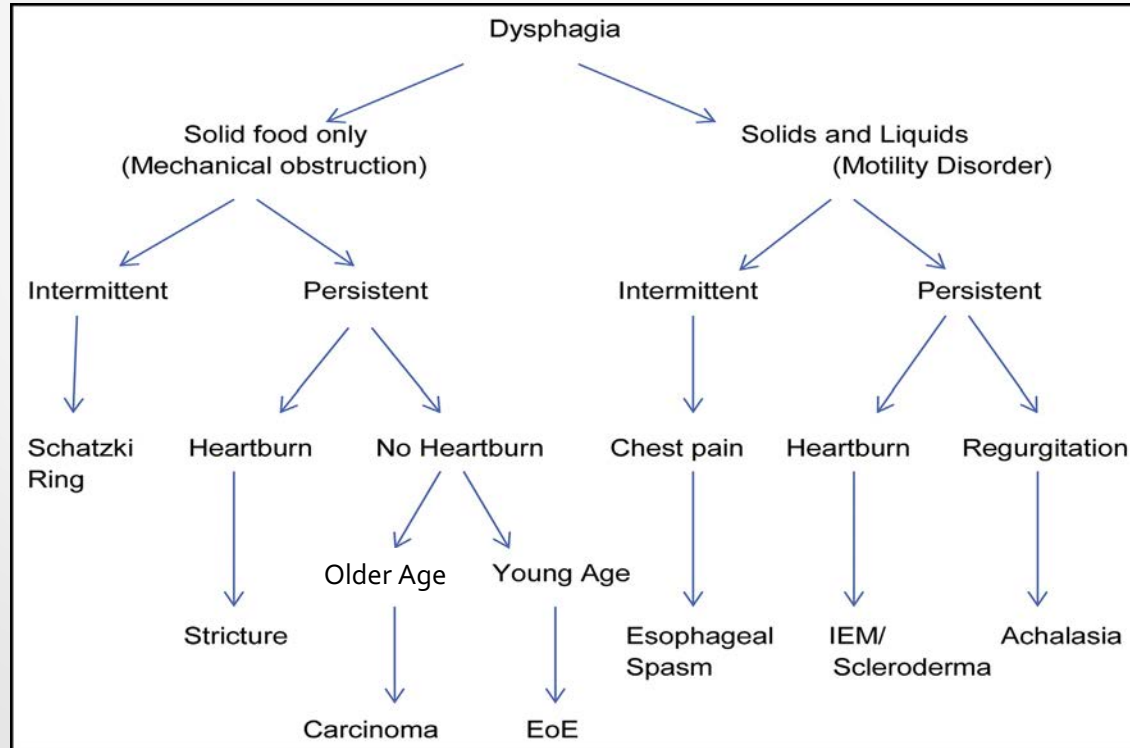 Dysphagia
Solid food only
(Mechanical obstruction)
Solids and Liquids
(Motility Disorder)
Intermittent
Persistent
Intermittent
Persistent
Schatzki
Ring
Heartburn
No Heartburn
Chest pain
Heartburn
Regurgitation
Older Age
Young Age
Stricture
Esophageal
Spasm
IEM/
Scleroderma
Achalasia
Carcinoma
EoE